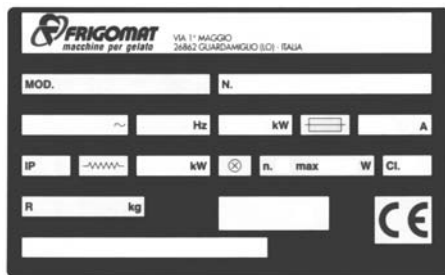 FRIGOMAT
macchine per gelato
VIA 1° MAGGIO
26862 GUARDAMIGLIO (LO) - ITALIA
MOD. N.
~ Hz kW A
IP kW n. max W Cl.
R kg
CE